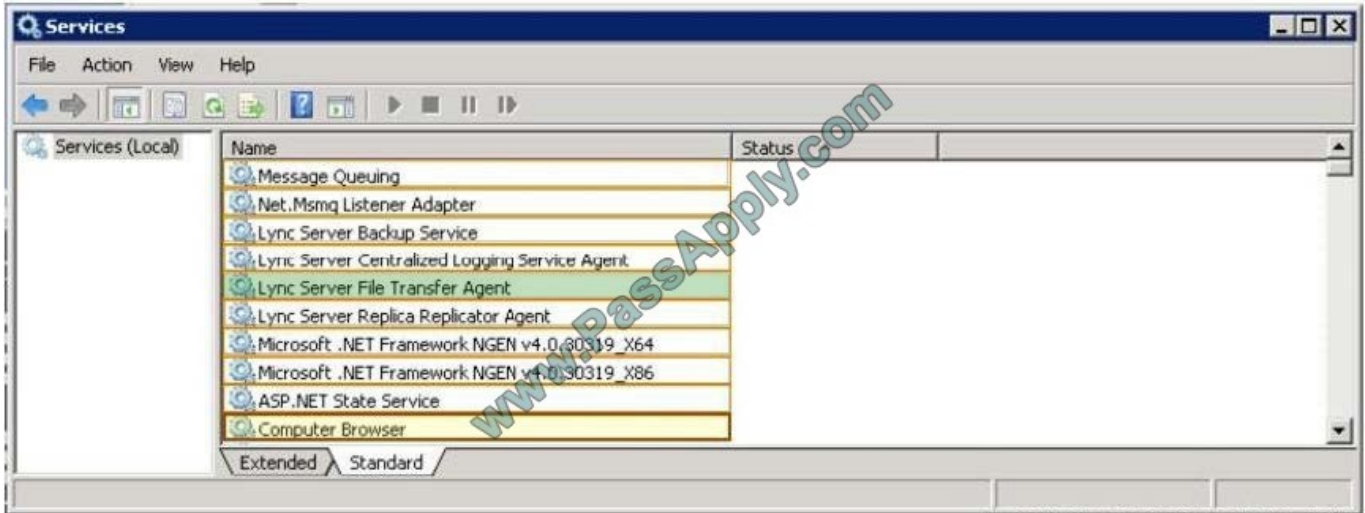 Services
File Action View Help
Services (Local)
Name Status
Message Queuing
Net.Msmq Listener Adapter
Lync Server Backup Service
Lync Server Centralized Logging Service Agent
Lync Server File Transfer Agent
Lync Server Replica Replicator Agent
Microsoft .NET Framework NGEN v4.0.30319_X64
Microsoft .NET Framework NGEN v4.0.30319_X86
ASP.NET State Service
Computer Browser
Extended Standard
www.PassApply.com